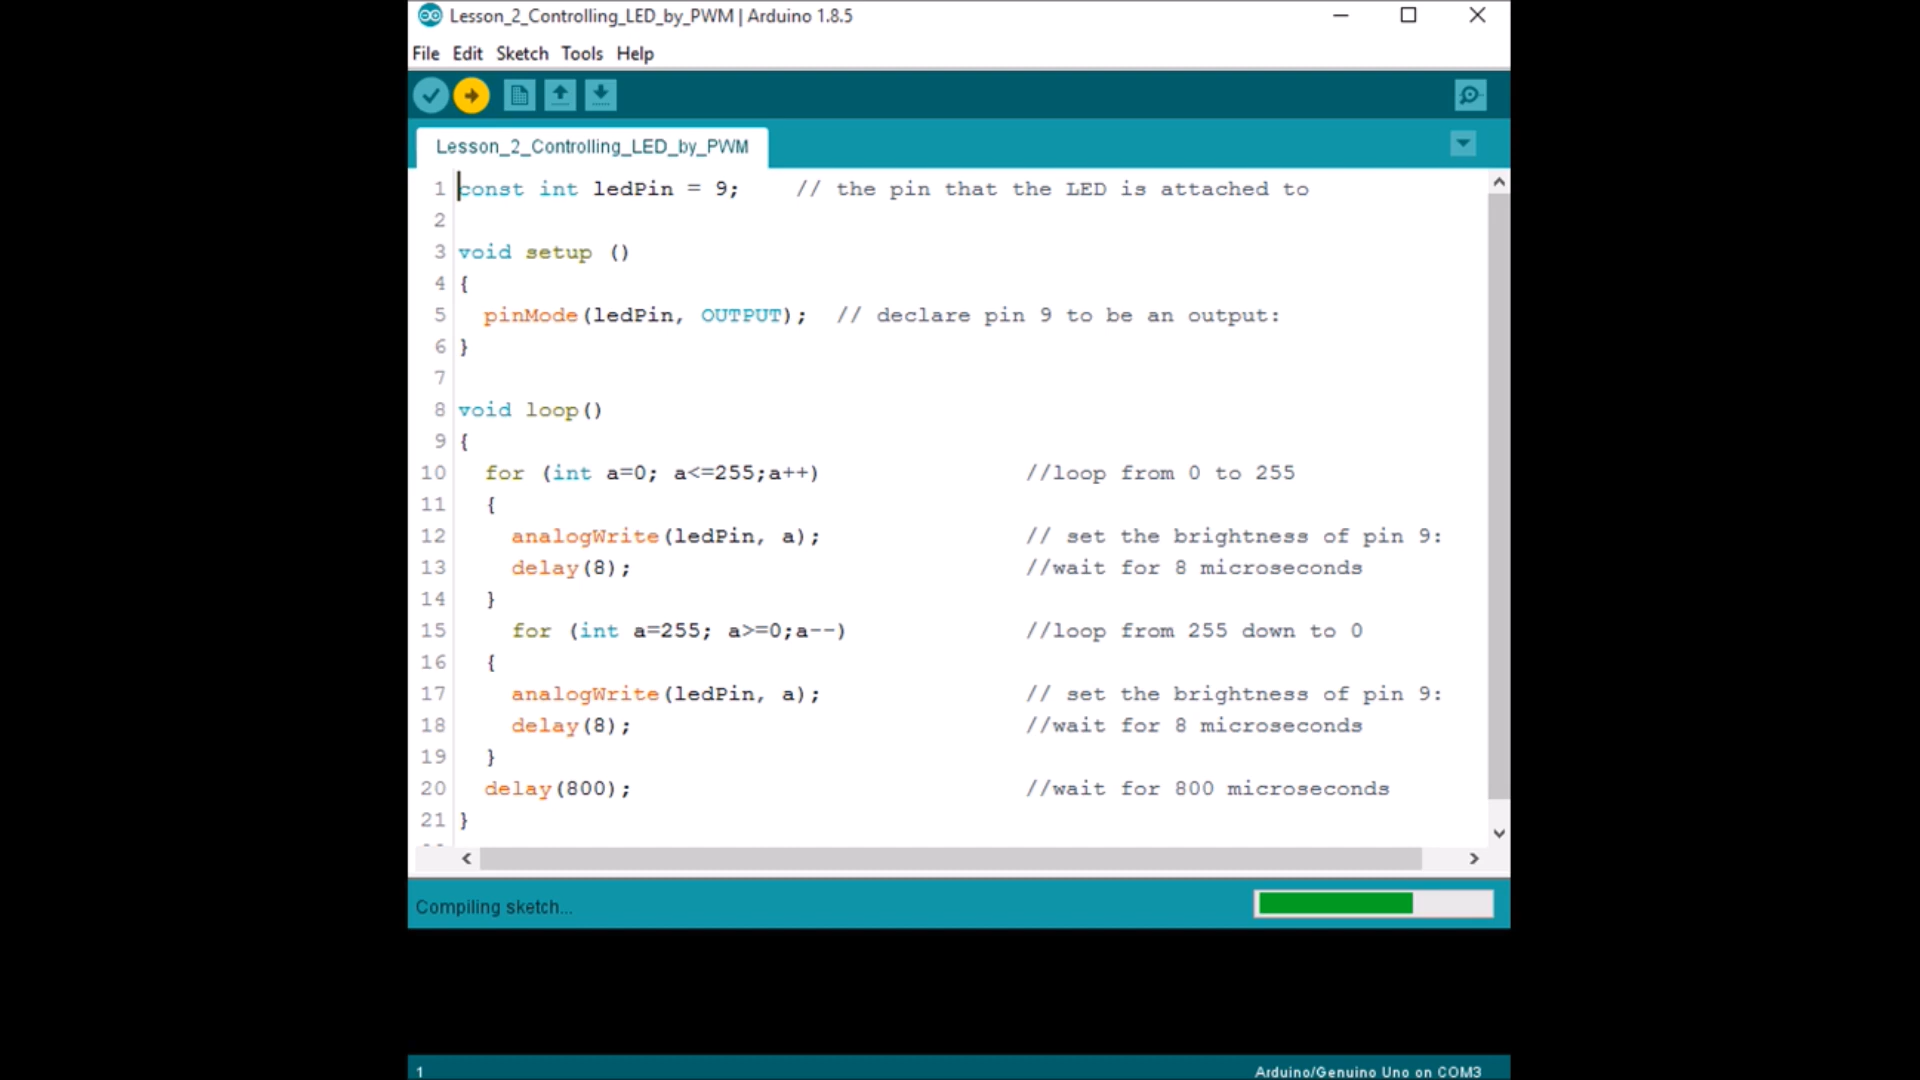 Lesson_2_Controlling_LED_by_PWM | Arduino 1.8.5
File Edit Sketch Tools Help
Lesson_2_Controlling_LED_by_PWM
1 const int ledPin = 9; // the pin that the LED is attached to
2
3 void setup ()
4 {
5 pinMode(ledPin, OUTPUT); // declare pin 9 to be an output:
6 }
7
8 void loop()
9 {
10 for (int a=0; a<=255;a++) //loop from 0 to 255
11 {
12 analogWrite(ledPin, a); // set the brightness of pin 9:
13 delay(8); //wait for 8 microseconds
14 }
15 for (int a=255; a>=0;a--) //loop from 255 down to 0
16 {
17 analogWrite(ledPin, a); // set the brightness of pin 9:
18 delay(8); //wait for 8 microseconds
19 }
20 delay(800); //wait for 800 microseconds
21 }
Compiling sketch...
1 Arduino/Genuino Uno on COM3